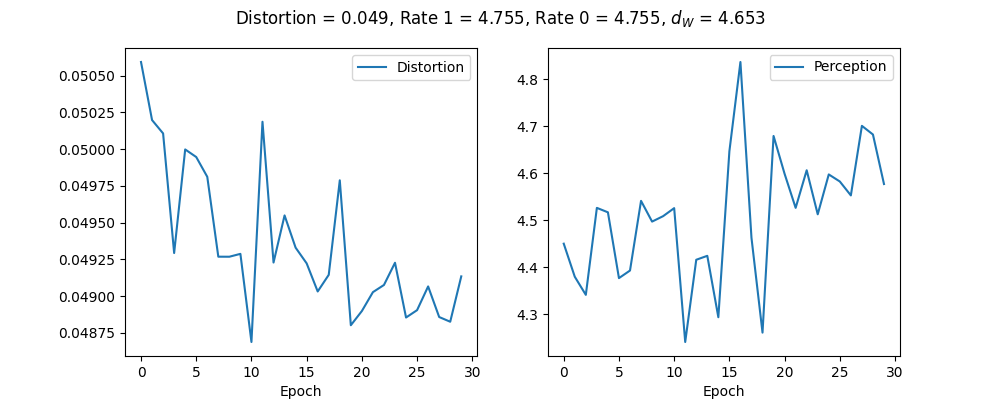 Distortion = 0.049, Rate 1 = 4.755, Rate 0 = 4.755, d_W = 4.653
Distortion
0.05050
0.05025
0.05000
0.04975
0.04950
0.04925
0.04900
0.04875
0 5 10 15 20 25 30
Epoch
Perception
4.8
4.7
4.6
4.5
4.4
4.3
0 5 10 15 20 25 30
Epoch